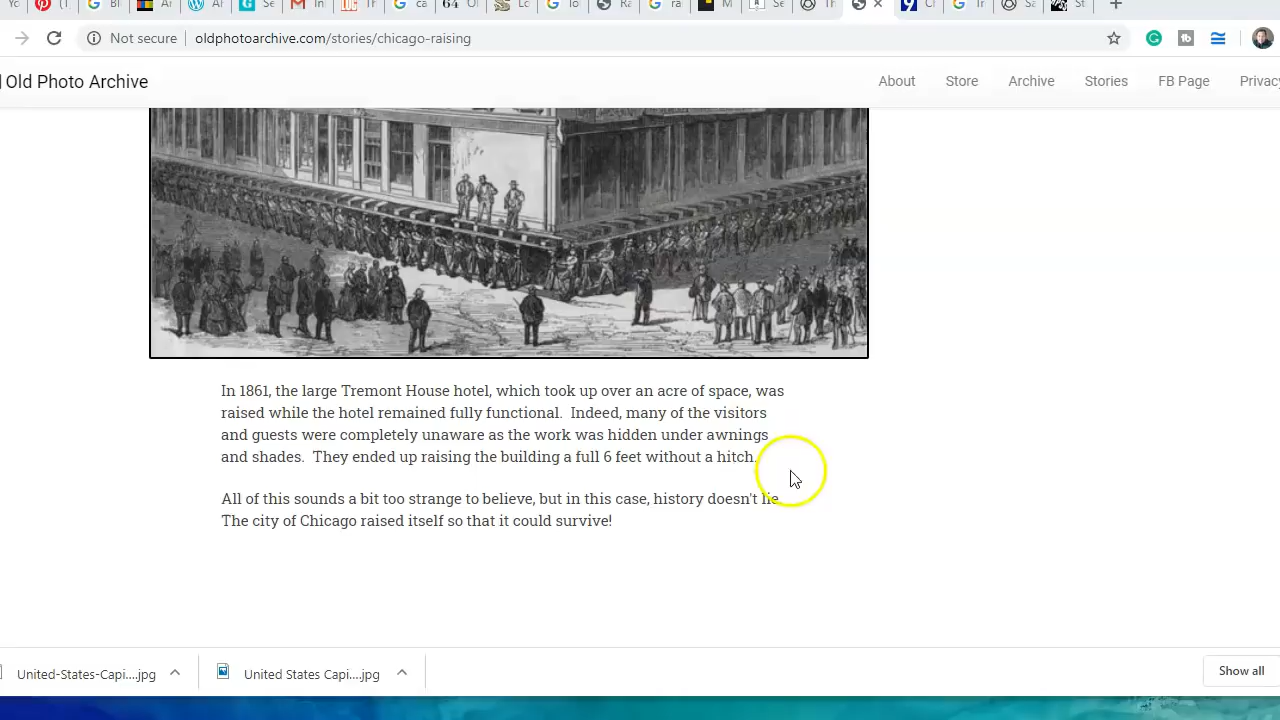 Not secure
oldphotoarchive.com/stories/chicago-raising
Old Photo Archive
About
Store
Archive
Stories
FB Page
Privacy
In 1861, the large Tremont House hotel, which took up over an acre of space, was
raised while the hotel remained fully functional.  Indeed, many of the visitors
and guests were completely unaware as the work was hidden under awnings
and shades.  They ended up raising the building a full 6 feet without a hitch.
All of this sounds a bit too strange to believe, but in this case, history doesn't lie.
The city of Chicago raised itself so that it could survive!
United-States-Capi....jpg
United States Capi....jpg
Show all